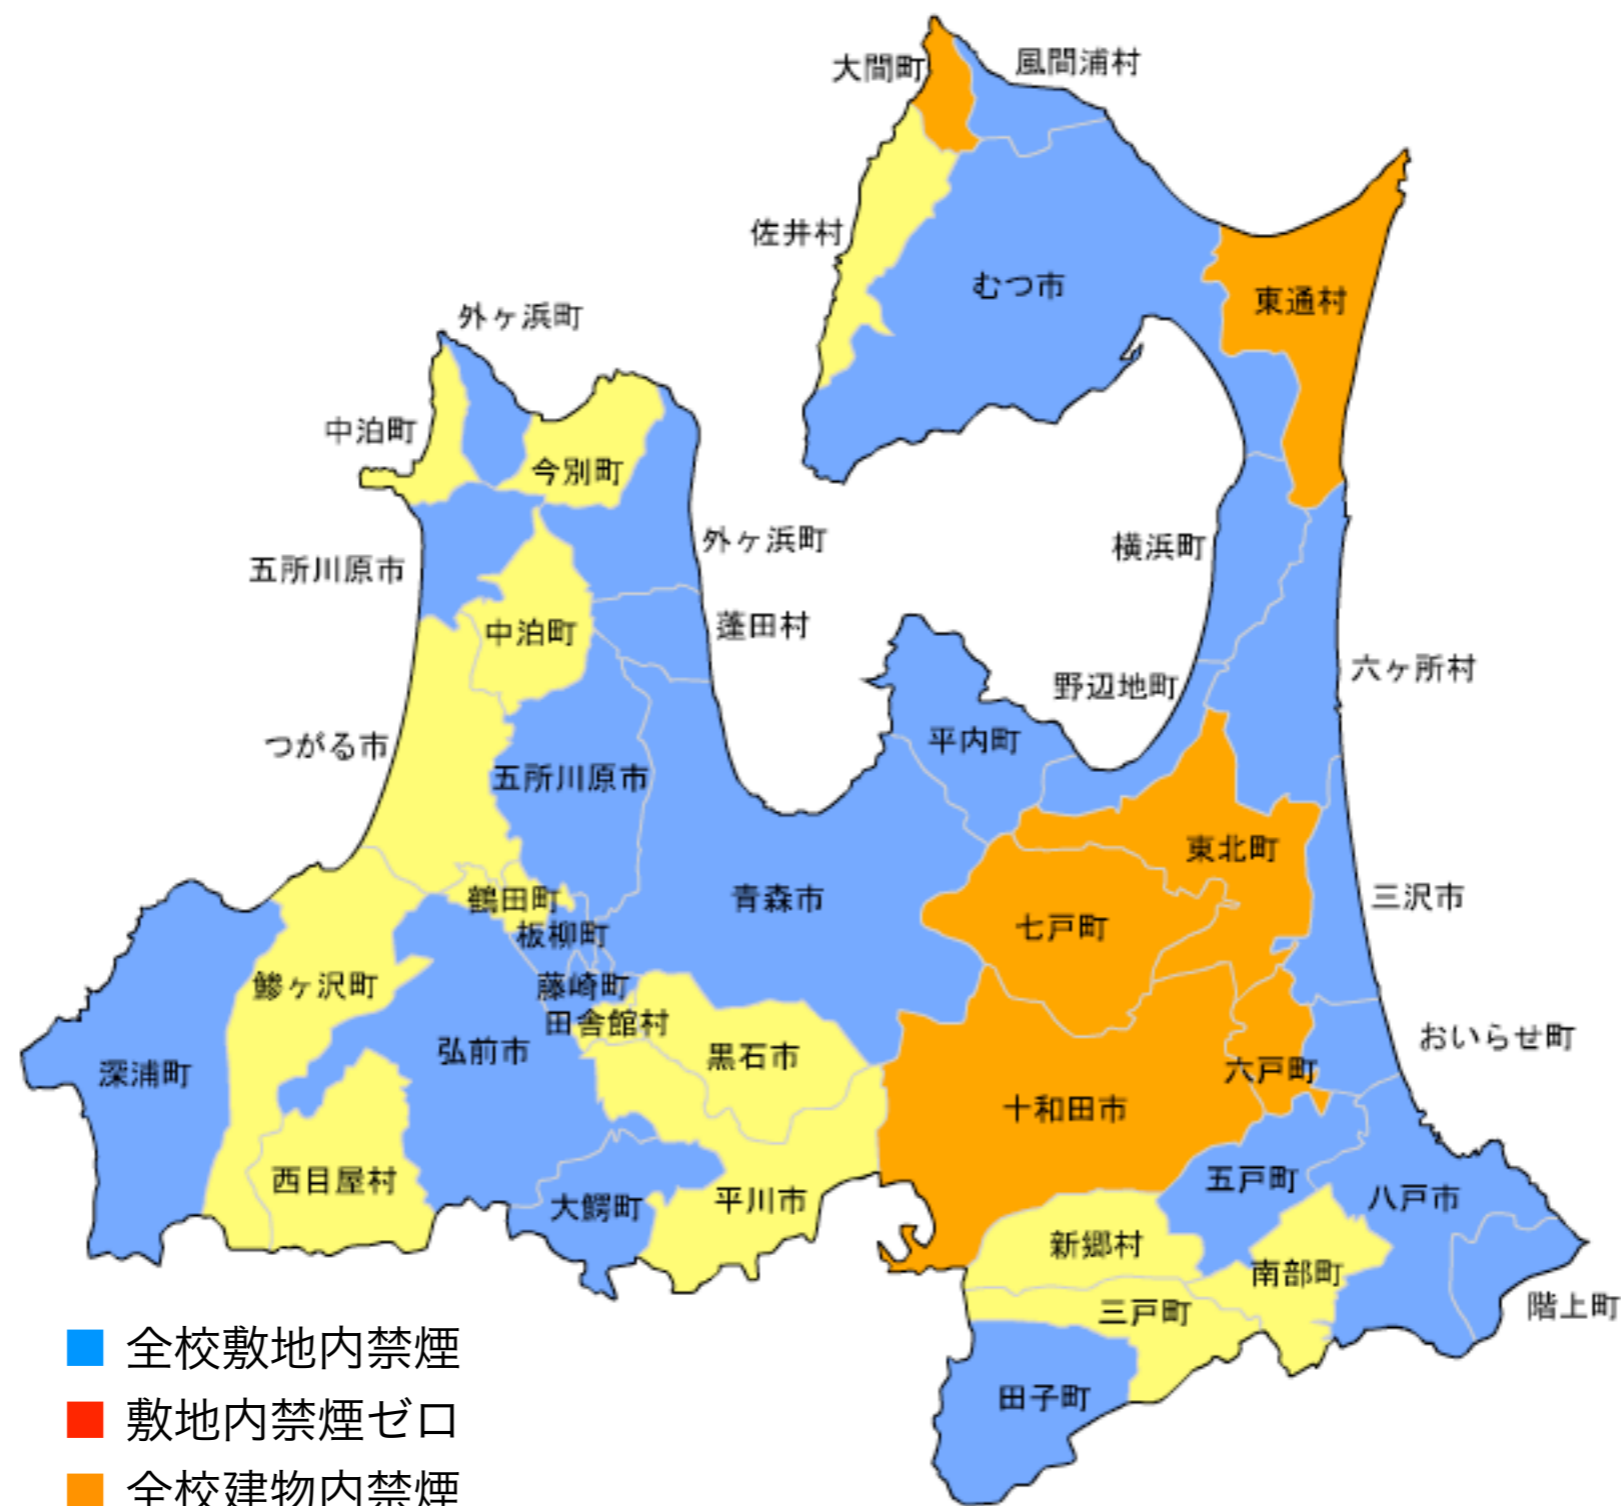 大間町
風間浦村
佐井村
むつ市
東通村
外ヶ浜町
中泊町
今別町
外ヶ浜町
横浜町
五所川原市
蓬田村
中泊町
六ヶ所村
野辺地町
つがる市
平内町
五所川原市
東北町
鶴田町
青森市
三沢市
七戸町
板柳町
鰺ヶ沢町
藤崎町
田舎館村
おいらせ町
弘前市
黒石市
深浦町
六戸町
十和田市
西目屋村
五戸町
大鰐町
平川市
八戸市
新郷村
南部町
三戸町
階上町
田子町
全校敷地内禁煙
敷地内禁煙ゼロ
全校建物内禁煙